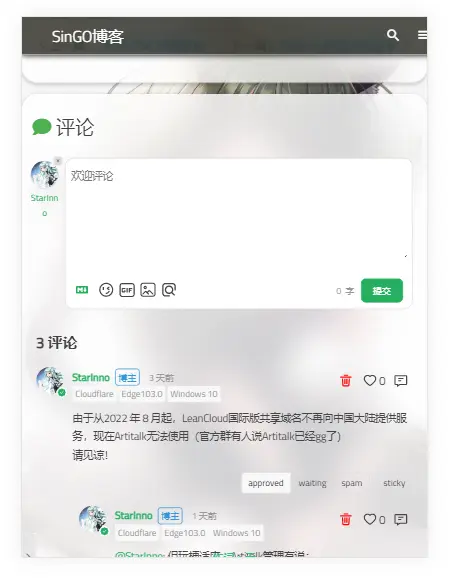 SinGO博客
评论
StarInno
欢迎评论
GIF
0 字
提交
3 评论
StarInno 博主 3 天前
0
Cloudflare Edge103.0 Windows 10
由于从2022 年 8 月起，LeanCloud国际版共享域名不再向中国大陆提供服
务，现在Artitalk无法使用（官方群有人说Artitalk已经gg了）
请见谅！
approved waiting spam sticky
StarInno 博主 1 天前
0
Cloudflare Edge103.0 Windows 10
@StarInno: